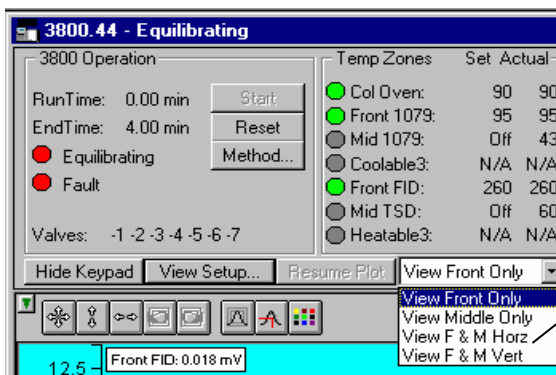 3800.44 - Equilibrating
3800 Operation
RunTime: 0.00 min
Start
EndTime: 4.00 min
Reset
Equilibrating
Method...
Fault
Valves: -1 -2 -3 -4 -5 -6 -7
Temp Zones Set Actual
Col Oven: 90 90
Front 1079: 95 95
Mid 1079: Off 43
Coolable3: N/A N/A
Front FID: 260 260
Mid TSD: Off 60
Heatable3: N/A N/A
Hide Keypad View Setup... Resume Plot View Front Only
View Front Only
View Middle Only
View F & M Horz
View F & M Vert
12.5
Front FID: 0.018 mV